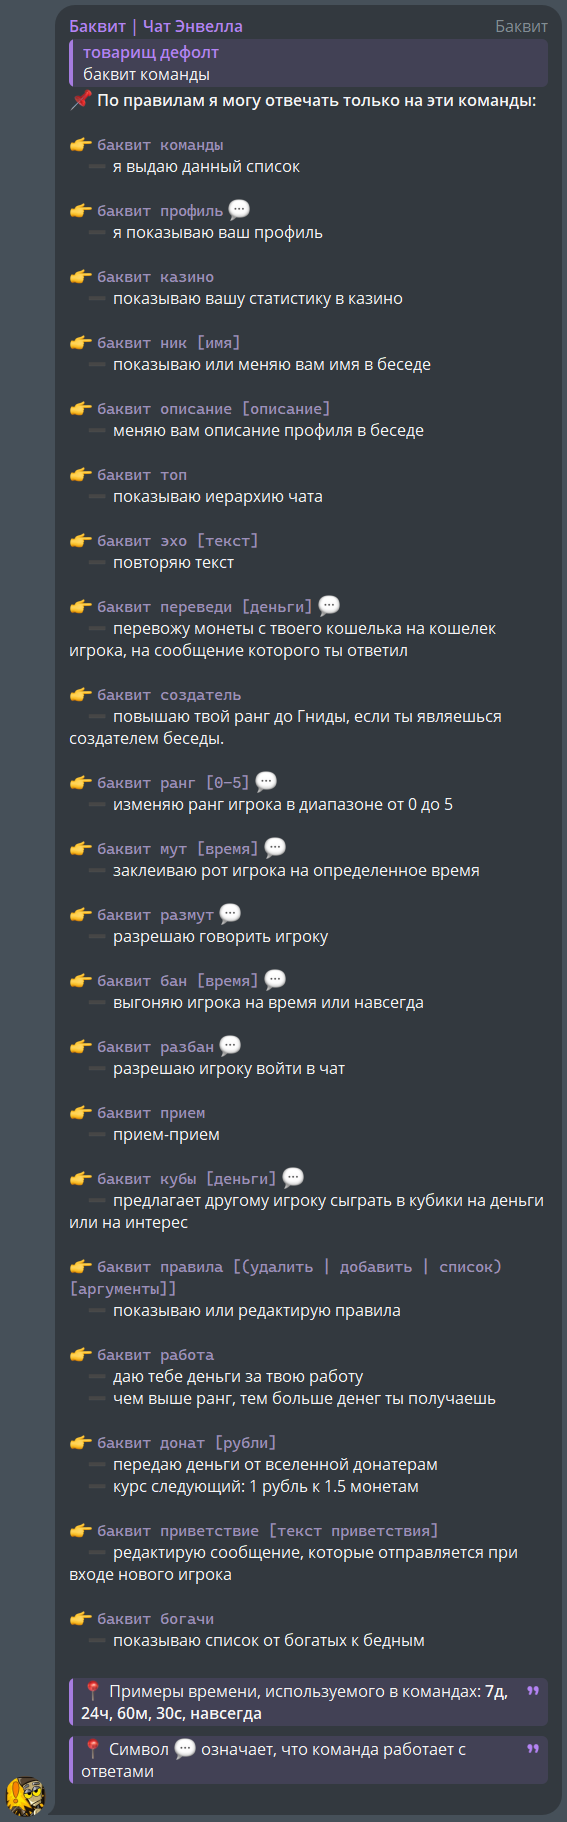 Баквит | Чат Энвелла Баквит
товарищ дефолт
баквит команды
📌 По правилам я могу отвечать только на эти команды:
👉 баквит команды
➖ я выдаю данный список
👉 баквит профиль 💬
➖ я показываю ваш профиль
👉 баквит казино
➖ показываю вашу статистику в казино
👉 баквит ник [имя]
➖ показываю или меняю вам имя в беседе
👉 баквит описание [описание]
➖ меняю вам описание профиля в беседе
👉 баквит топ
➖ показываю иерархию чата
👉 баквит эхо [текст]
➖ повторяю текст
👉 баквит переведи [деньги] 💬
➖ перевожу монеты с твоего кошелька на кошелек
игрока, на сообщение которого ты ответил
👉 баквит создатель
➖ повышаю твой ранг до Гниды, если ты являешься
создателем беседы.
👉 баквит ранг [0–5] 💬
➖ изменяю ранг игрока в диапазоне от 0 до 5
👉 баквит мут [время] 💬
➖ заклеиваю рот игрока на определенное время
👉 баквит размут 💬
➖ разрешаю говорить игроку
👉 баквит бан [время] 💬
➖ выгоняю игрока на время или навсегда
👉 баквит разбан 💬
➖ разрешаю игроку войти в чат
👉 баквит прием
➖ прием-прием
👉 баквит кубы [деньги] 💬
➖ предлагает другому игроку сыграть в кубики на деньги
или на интерес
👉 баквит правила [(удалить | добавить | список)
[аргументы]]
➖ показываю или редактирую правила
👉 баквит работа
➖ даю тебе деньги за твою работу
➖ чем выше ранг, тем больше денег ты получаешь
👉 баквит донат [рубли]
➖ передаю деньги от вселенной донатерам
➖ курс следующий: 1 рубль к 1.5 монетам
👉 баквит приветствие [текст приветствия]
➖ редактирую сообщение, которые отправляется при
входе нового игрока
👉 баквит богачи
➖ показываю список от богатых к бедным
📍 Примеры времени, используемого в командах: 7д,
24ч, 60м, 30с, навсегда
📍 Символ 💬 означает, что команда работает с
ответами